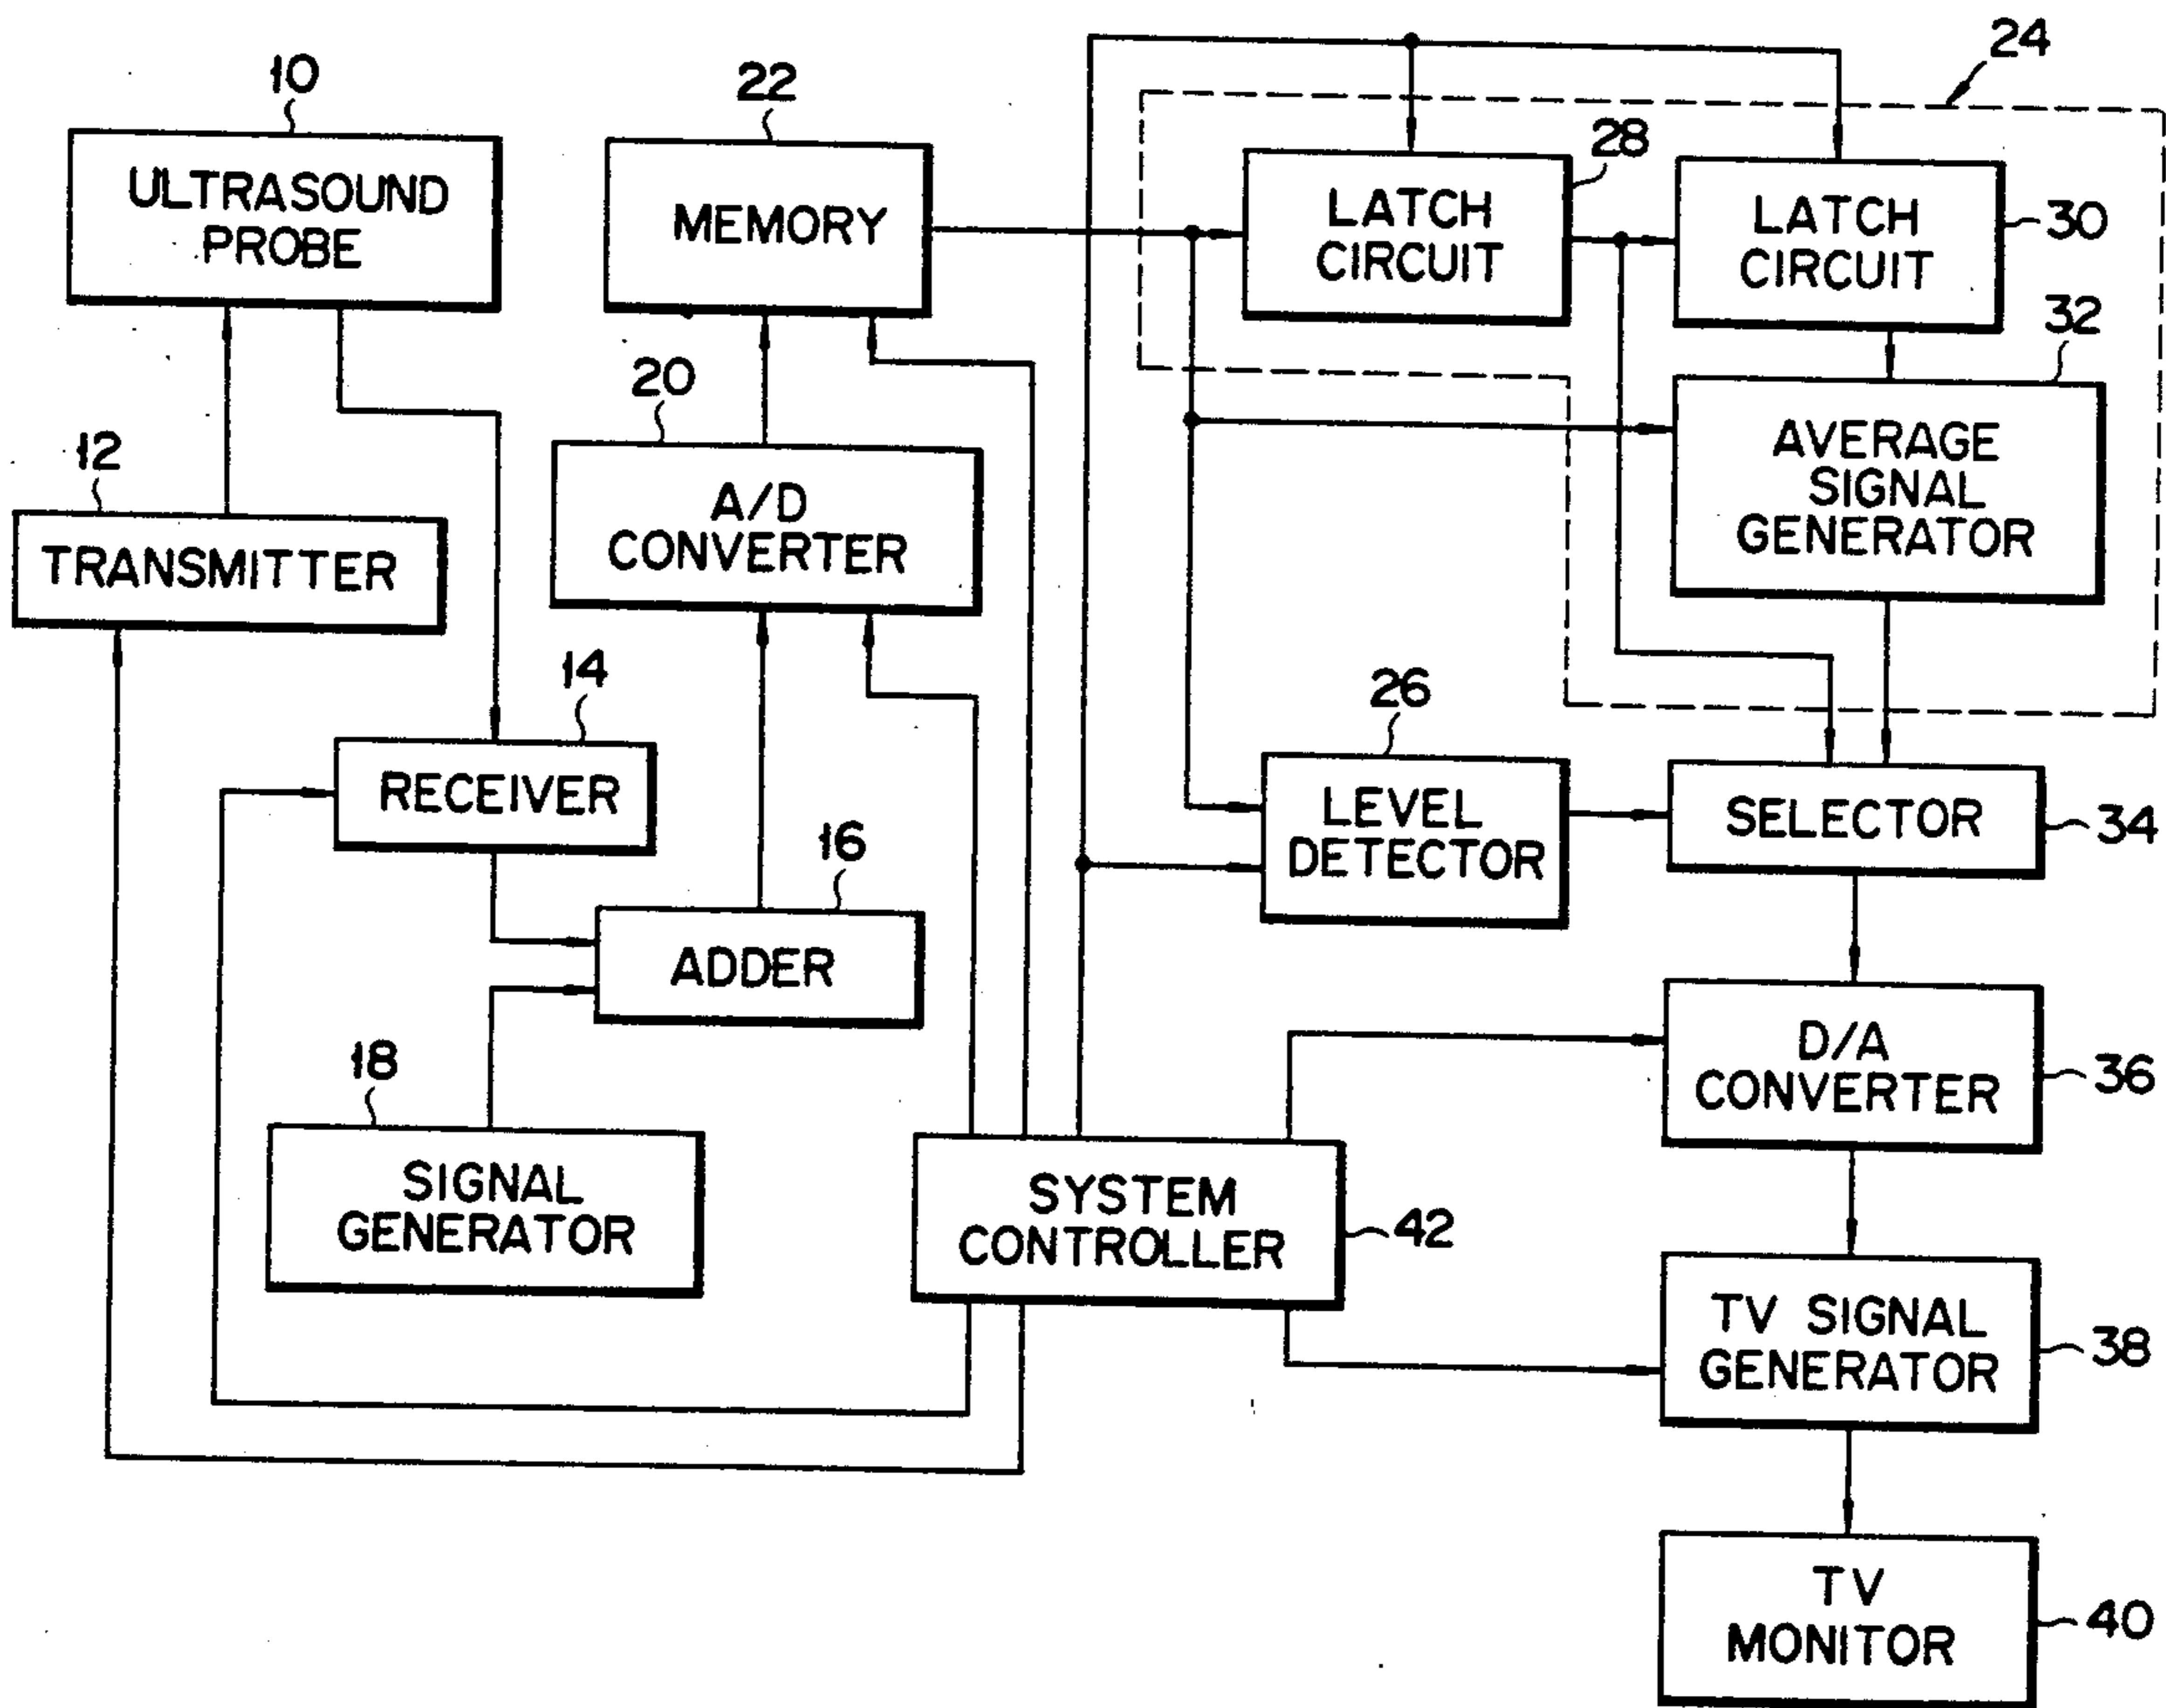 24
10
22
28
ULTRASOUND
PROBE
MEMORY
LATCH
CIRCUIT
LATCH
CIRCUIT
30
32
20
12
AVERAGE
SIGNAL
GENERATOR
A/D
CONVERTER
TRANSMITTER
14
26
RECEIVER
LEVEL
DETECTOR
SELECTOR
34
16
ADDER
18
D/A
CONVERTER
36
SIGNAL
GENERATOR
SYSTEM
CONTROLLER
42
TV SIGNAL
GENERATOR
38
TV
MONITOR
40